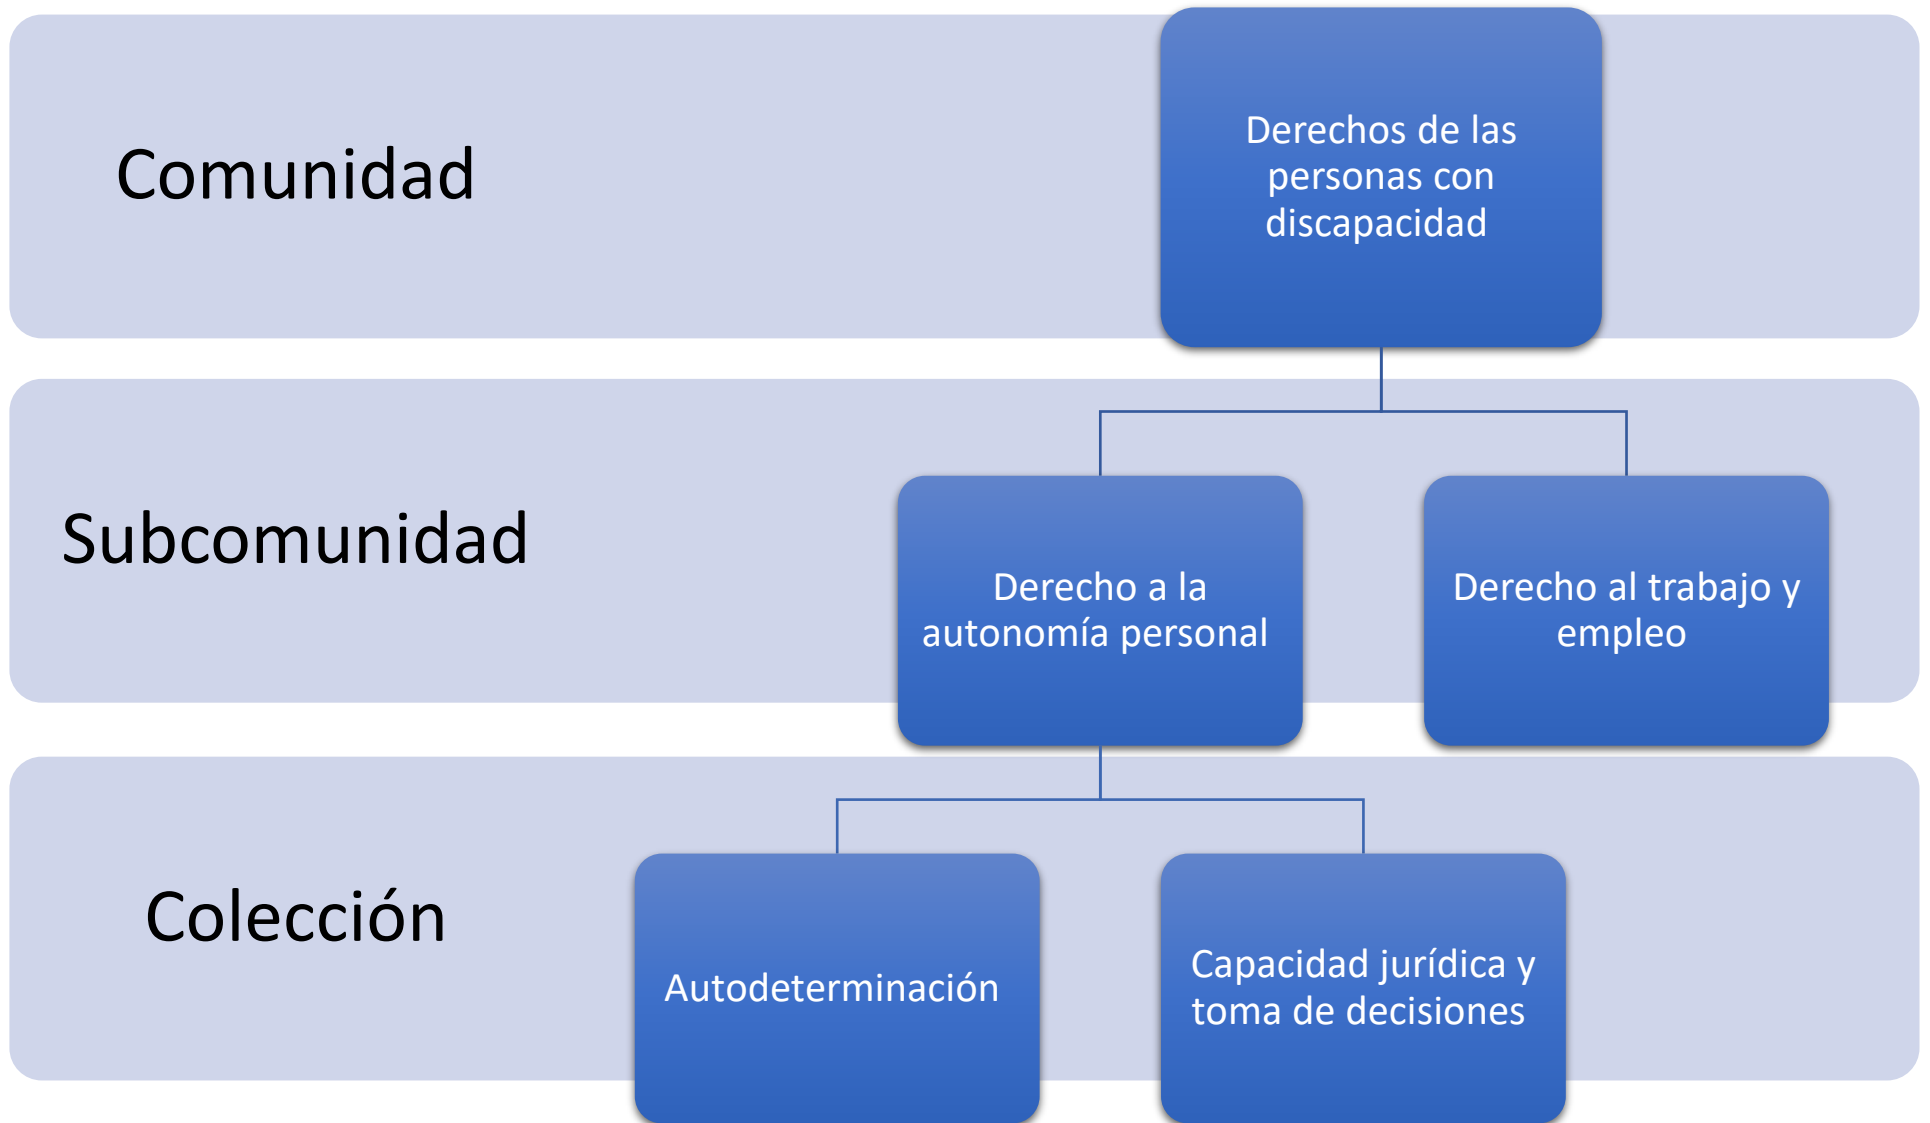 Comunidad
Derechos de las
personas con
discapacidad
Subcomunidad
Derecho a la
autonomía personal
Derecho al trabajo y
empleo
Colección
Autodeterminación
Capacidad jurídica y
toma de decisiones